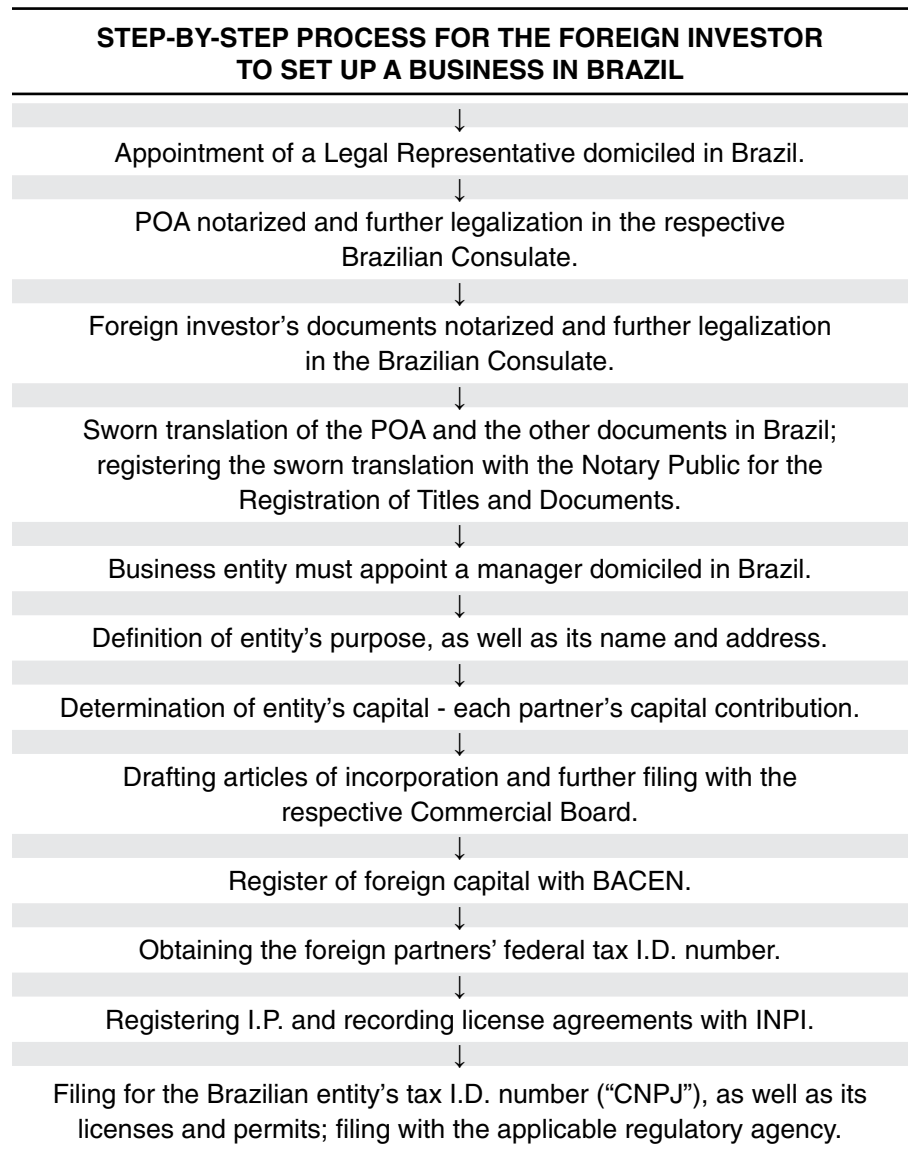 STEP-BY-STEP PROCESS FOR THE FOREIGN INVESTOR
TO SET UP A BUSINESS IN BRAZIL
↓
Appointment of a Legal Representative domiciled in Brazil.
↓
POA notarized and further legalization in the respective
Brazilian Consulate.
↓
Foreign investor’s documents notarized and further legalization
in the Brazilian Consulate.
↓
Sworn translation of the POA and the other documents in Brazil;
registering the sworn translation with the Notary Public for the
Registration of Titles and Documents.
↓
Business entity must appoint a manager domiciled in Brazil.
↓
Definition of entity’s purpose, as well as its name and address.
↓
Determination of entity’s capital - each partner’s capital contribution.
↓
Drafting articles of incorporation and further filing with the
respective Commercial Board.
↓
Register of foreign capital with BACEN.
↓
Obtaining the foreign partners’ federal tax I.D. number.
↓
Registering I.P. and recording license agreements with INPI.
↓
Filing for the Brazilian entity’s tax I.D. number (“CNPJ”), as well as its
licenses and permits; filing with the applicable regulatory agency.